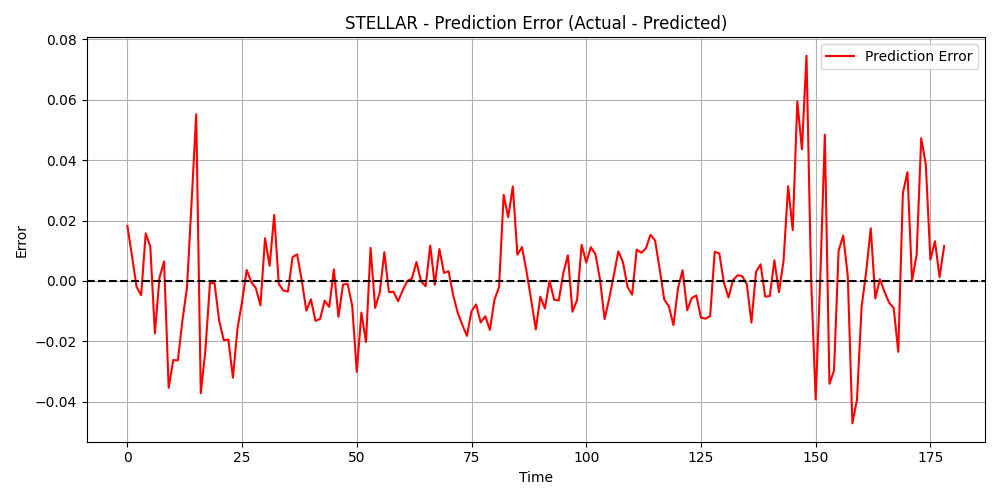 STELLAR - Prediction Error (Actual - Predicted)
Prediction Error
0.08
0.06
0.04
0.02
0.00
−0.02
−0.04
Error
0 25 50 75 100 125 150 175
Time